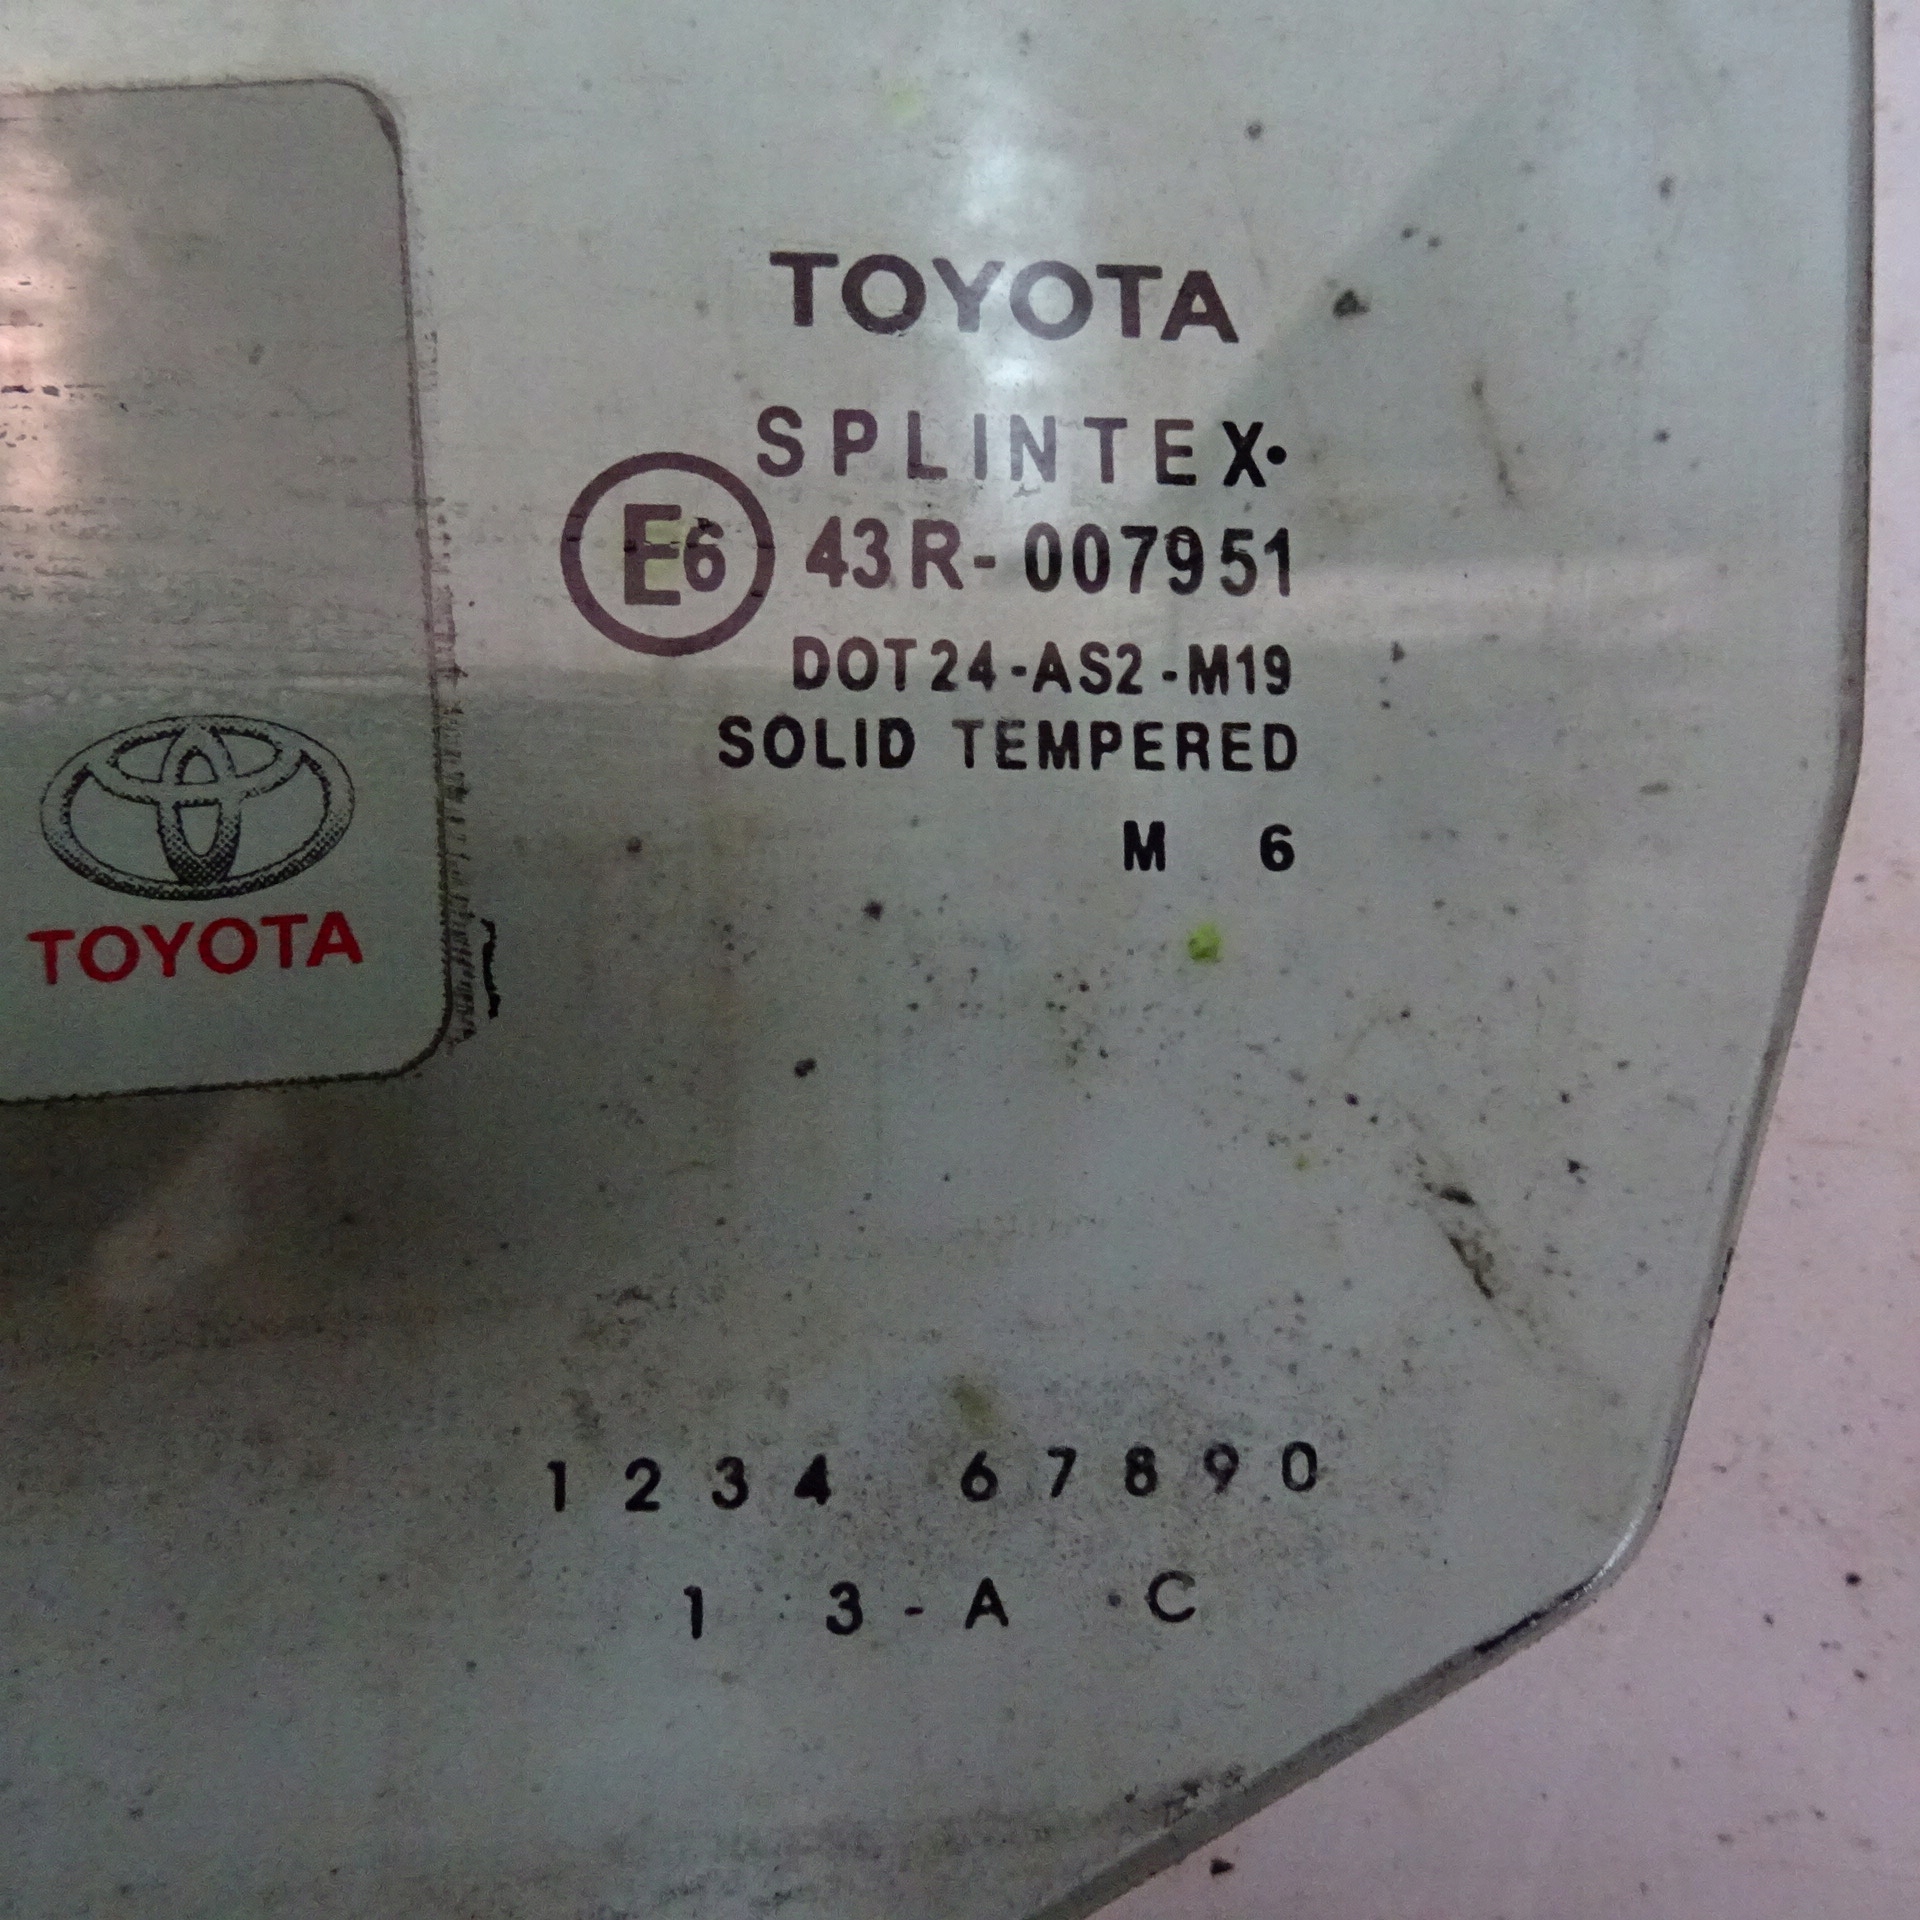 TOYOTA
SPLINTEX·
E6 43R-007951
DOT24-AS2-M19
SOLID TEMPERED
M 6
TOYOTA
1 2 3 4 6 7 8 9 0
1 · 3 - A · C